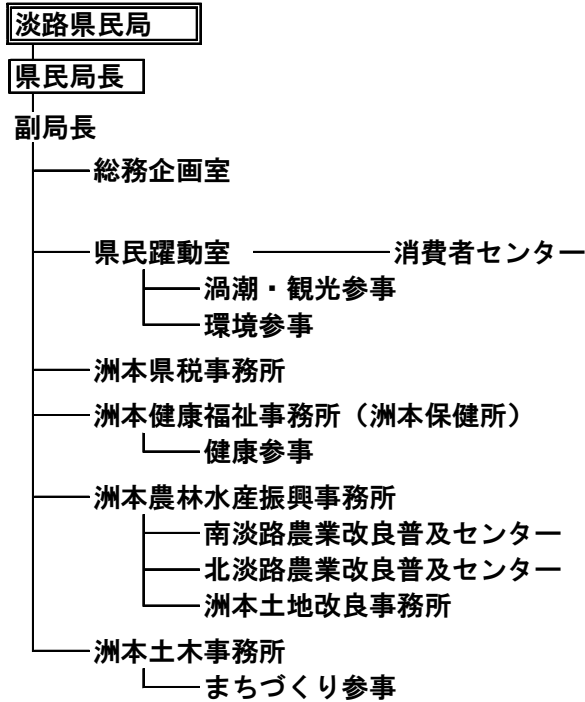 淡路県民局
県民局長
副局長
総務企画室
県民躍動室 消費者センター
渦潮・観光参事
環境参事
洲本県税事務所
洲本健康福祉事務所（洲本保健所）
健康参事
洲本農林水産振興事務所
南淡路農業改良普及センター
北淡路農業改良普及センター
洲本土地改良事務所
洲本土木事務所
まちづくり参事